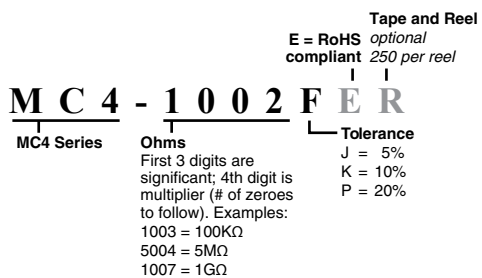 Tape and Reel
optional
250 per reel
E = RoHS
compliant
M C 4 - 1 0 0 2 F E R
MC4 Series
Ohms
First 3 digits are
significant; 4th digit is
multiplier (# of zeroes
to follow). Examples:
1003 = 100KΩ
5004 = 5MΩ
1007 = 1GΩ
Tolerance
J = 5%
K = 10%
P = 20%